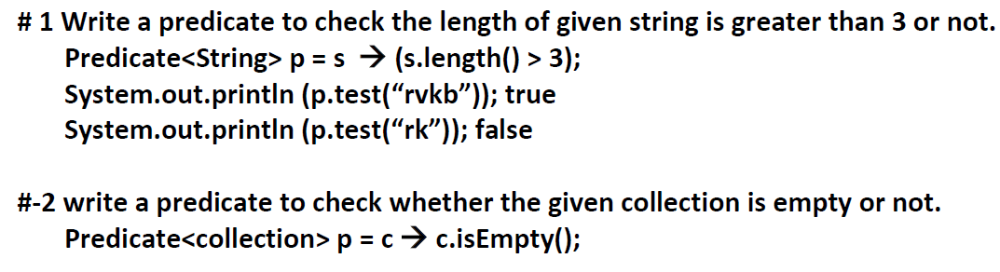 # 1 Write a predicate to check the length of given string is greater than 3 or not.
Predicate<String> p = s → (s.length() > 3);
System.out.println (p.test(“rvkb”)); true
System.out.println (p.test(“rk”)); false
#-2 write a predicate to check whether the given collection is empty or not.
Predicate<collection> p = c → c.isEmpty();